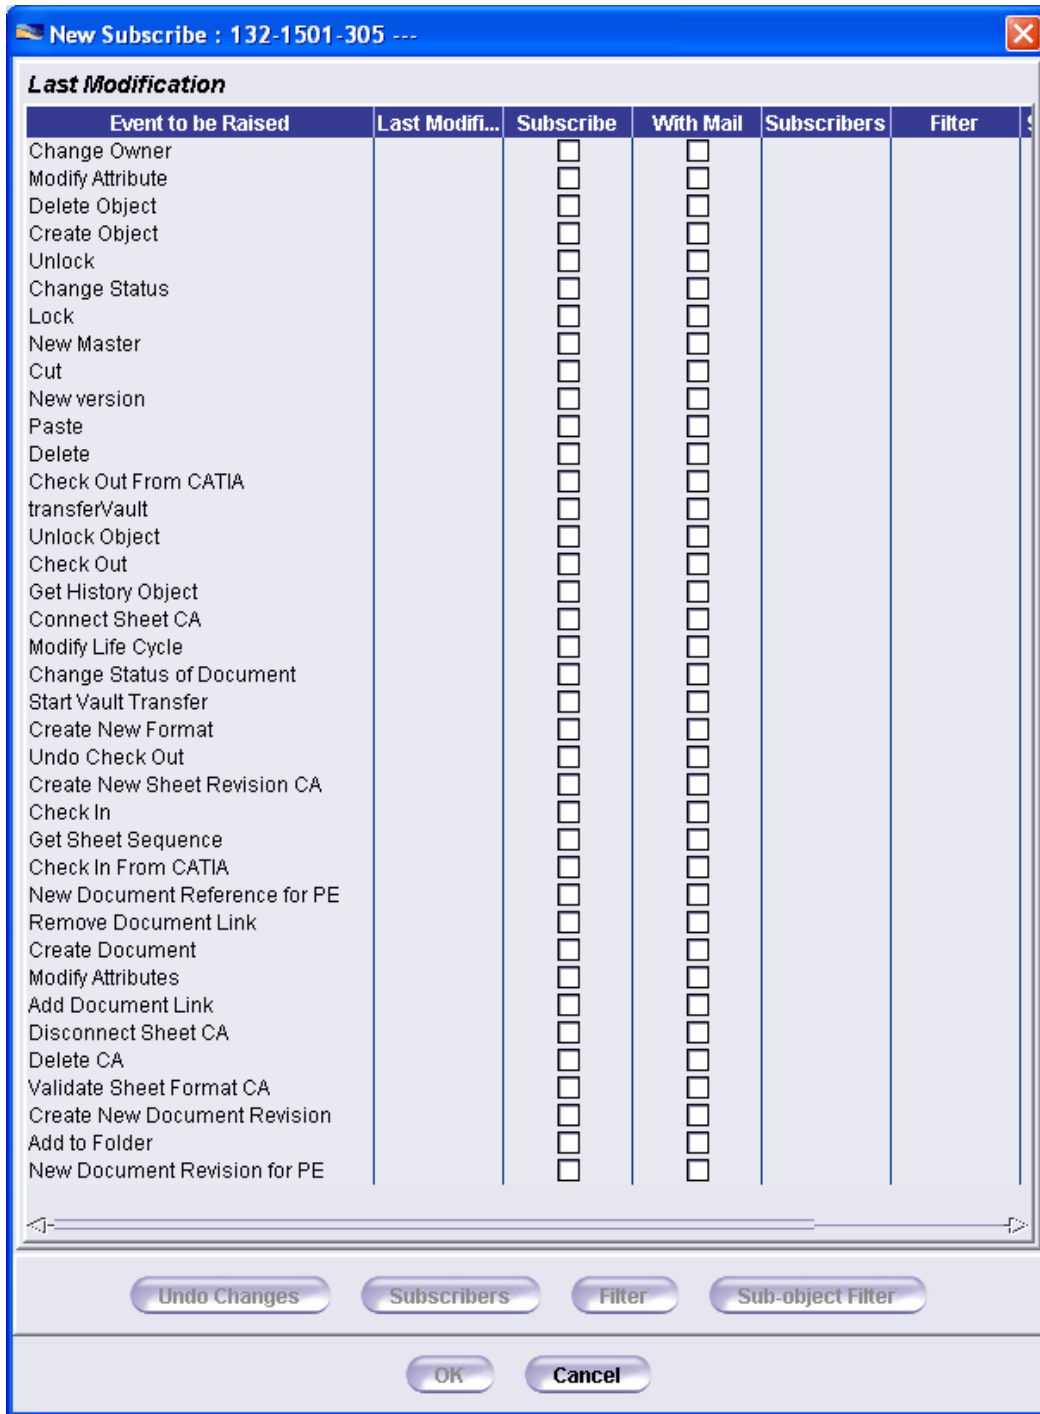 New Subscribe : 132-1501-305 ---
Last Modification
Event to be Raised Last Modifi... Subscribe With Mail Subscribers Filter
Change Owner
Modify Attribute
Delete Object
Create Object
Unlock
Change Status
Lock
New Master
Cut
New version
Paste
Delete
Check Out From CATIA
transferVault
Unlock Object
Check Out
Get History Object
Connect Sheet CA
Modify Life Cycle
Change Status of Document
Start Vault Transfer
Create New Format
Undo Check Out
Create New Sheet Revision CA
Check In
Get Sheet Sequence
Check In From CATIA
New Document Reference for PE
Remove Document Link
Create Document
Modify Attributes
Add Document Link
Disconnect Sheet CA
Delete CA
Validate Sheet Format CA
Create New Document Revision
Add to Folder
New Document Revision for PE
Undo Changes Subscribers Filter Sub-object Filter
OK Cancel